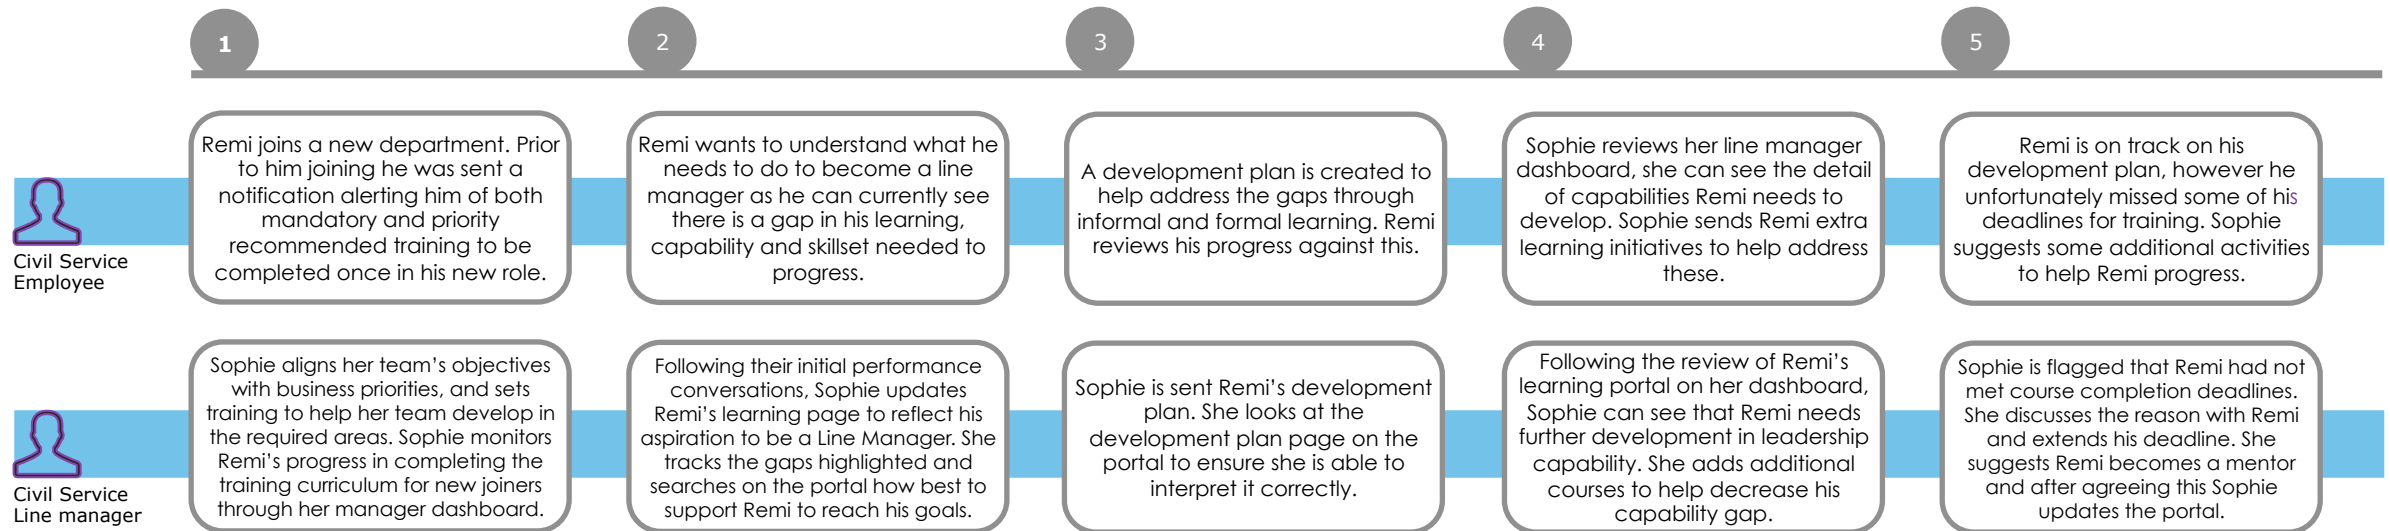 1
2
3
4
5
Remi joins a new department. Prior
to him joining he was sent a
notification alerting him of both
mandatory and priority
recommended training to be
completed once in his new role.
Remi wants to understand what he
needs to do to become a line
manager as he can currently see
there is a gap in his learning,
capability and skillset needed to
progress.
A development plan is created to
help address the gaps through
informal and formal learning. Remi
reviews his progress against this.
Sophie reviews her line manager
dashboard, she can see the detail
of capabilities Remi needs to
develop. Sophie sends Remi extra
learning initiatives to help address
these.
Remi is on track on his
development plan, however he
unfortunately missed some of his
deadlines for training. Sophie
suggests some additional activities
to help Remi progress.
Civil Service
Employee
Sophie aligns her team’s objectives
with business priorities, and sets
training to help her team develop in
the required areas. Sophie monitors
Remi’s progress in completing the
training curriculum for new joiners
through her manager dashboard.
Following their initial performance
conversations, Sophie updates
Remi’s learning page to reflect his
aspiration to be a Line Manager. She
tracks the gaps highlighted and
searches on the portal how best to
support Remi to reach his goals.
Sophie is sent Remi’s development
plan. She looks at the
development plan page on the
portal to ensure she is able to
interpret it correctly.
Following the review of Remi’s
learning portal on her dashboard,
Sophie can see that Remi needs
further development in leadership
capability. She adds additional
courses to help decrease his
capability gap.
Sophie is flagged that Remi had not
met course completion deadlines.
She discusses the reason with Remi
and extends his deadline. She
suggests Remi becomes a mentor
and after agreeing this Sophie
updates the portal.
Civil Service
Line manager